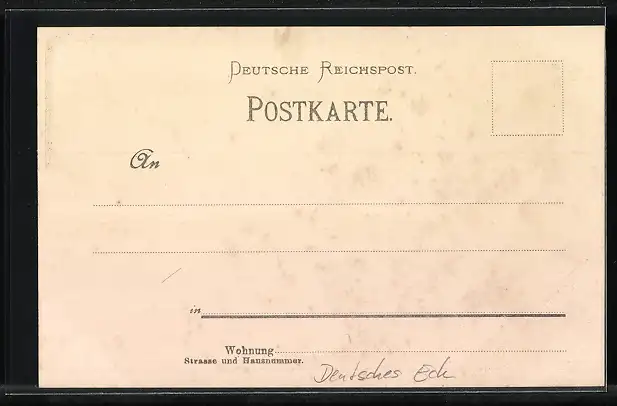 DEUTSCHE REICHSPOST.
POSTKARTE.
An
in
Wohnung
Strasse und Hausnummer.
Deutsches Eck